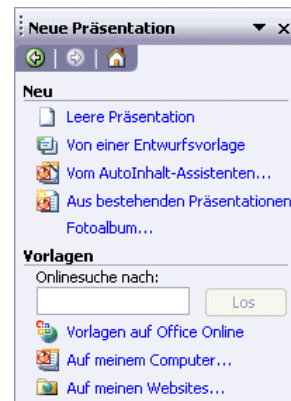 Neue Präsentation
Neu
Leere Präsentation
Von einer Entwurfsvorlage
Vom AutoInhalt-Assistenten...
Aus bestehenden Präsentationen
Fotoalbum...
Vorlagen
Onlinesuche nach:
Los
Vorlagen auf Office Online
Auf meinem Computer...
Auf meinen Websites...